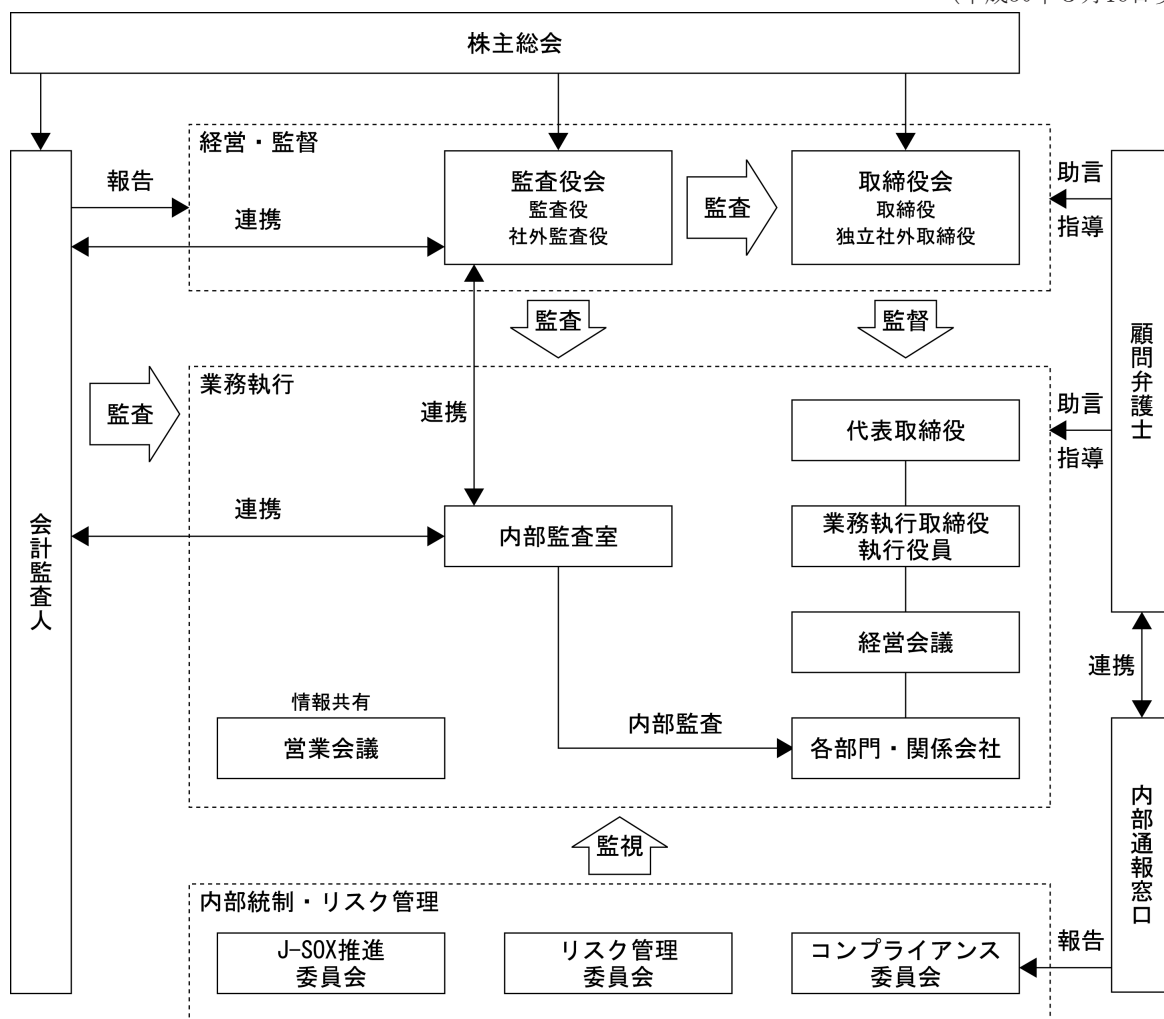 株主総会
経営・監督
報告
連携
監査役会
監査役
社外監査役
監査
取締役会
取締役
独立社外取締役
助言
指導
監査
監督
顧問弁護士
業務執行
監査
連携
代表取締役
助言
指導
連携
会計監査人
内部監査室
業務執行取締役
執行役員
経営会議
連携
情報共有
営業会議
内部監査
各部門・関係会社
内部通報窓口
監視
内部統制・リスク管理
J-SOX推進
委員会
リスク管理
委員会
コンプライアンス
委員会
報告